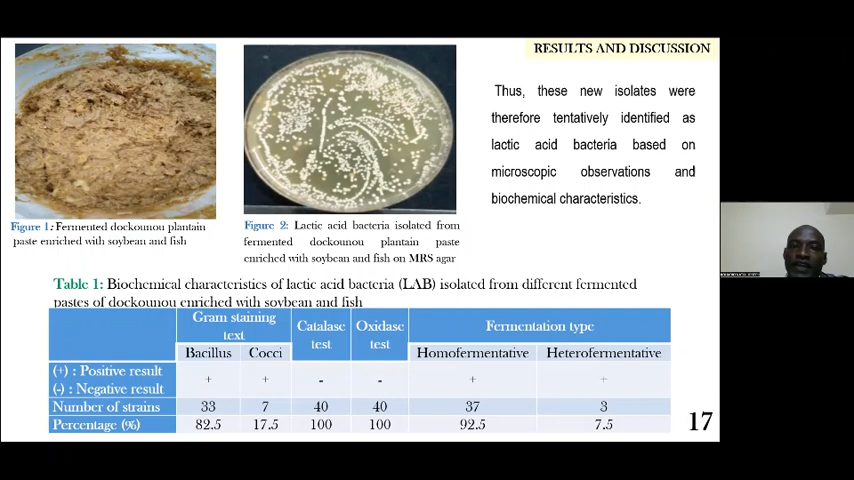 RESULTS AND DISCUSSION
Thus, these new isolates were
therefore tentatively identified as
lactic acid bacteria based on
microscopic observations and
biochemical characteristics.
Figure 1: Fermented dockounou plantain
paste enriched with soybean and fish
Figure 2: Lactic acid bacteria isolated from
fermented dockounou plantain paste
enriched with soybean and fish on MRS agar
Table 1: Biochemical characteristics of lactic acid bacteria (LAB) isolated from different fermented
pastes of dockounou enriched with soybean and fish
Gram staining text Catalase test Oxidase test Fermentation type
Bacillus Cocci Homofermentative Heterofermentative
(+) : Positive result
(-) : Negative result
+ + - - + +
Number of strains 33 7 40 40 37 3
Percentage (%) 82.5 17.5 100 100 92.5 7.5
17